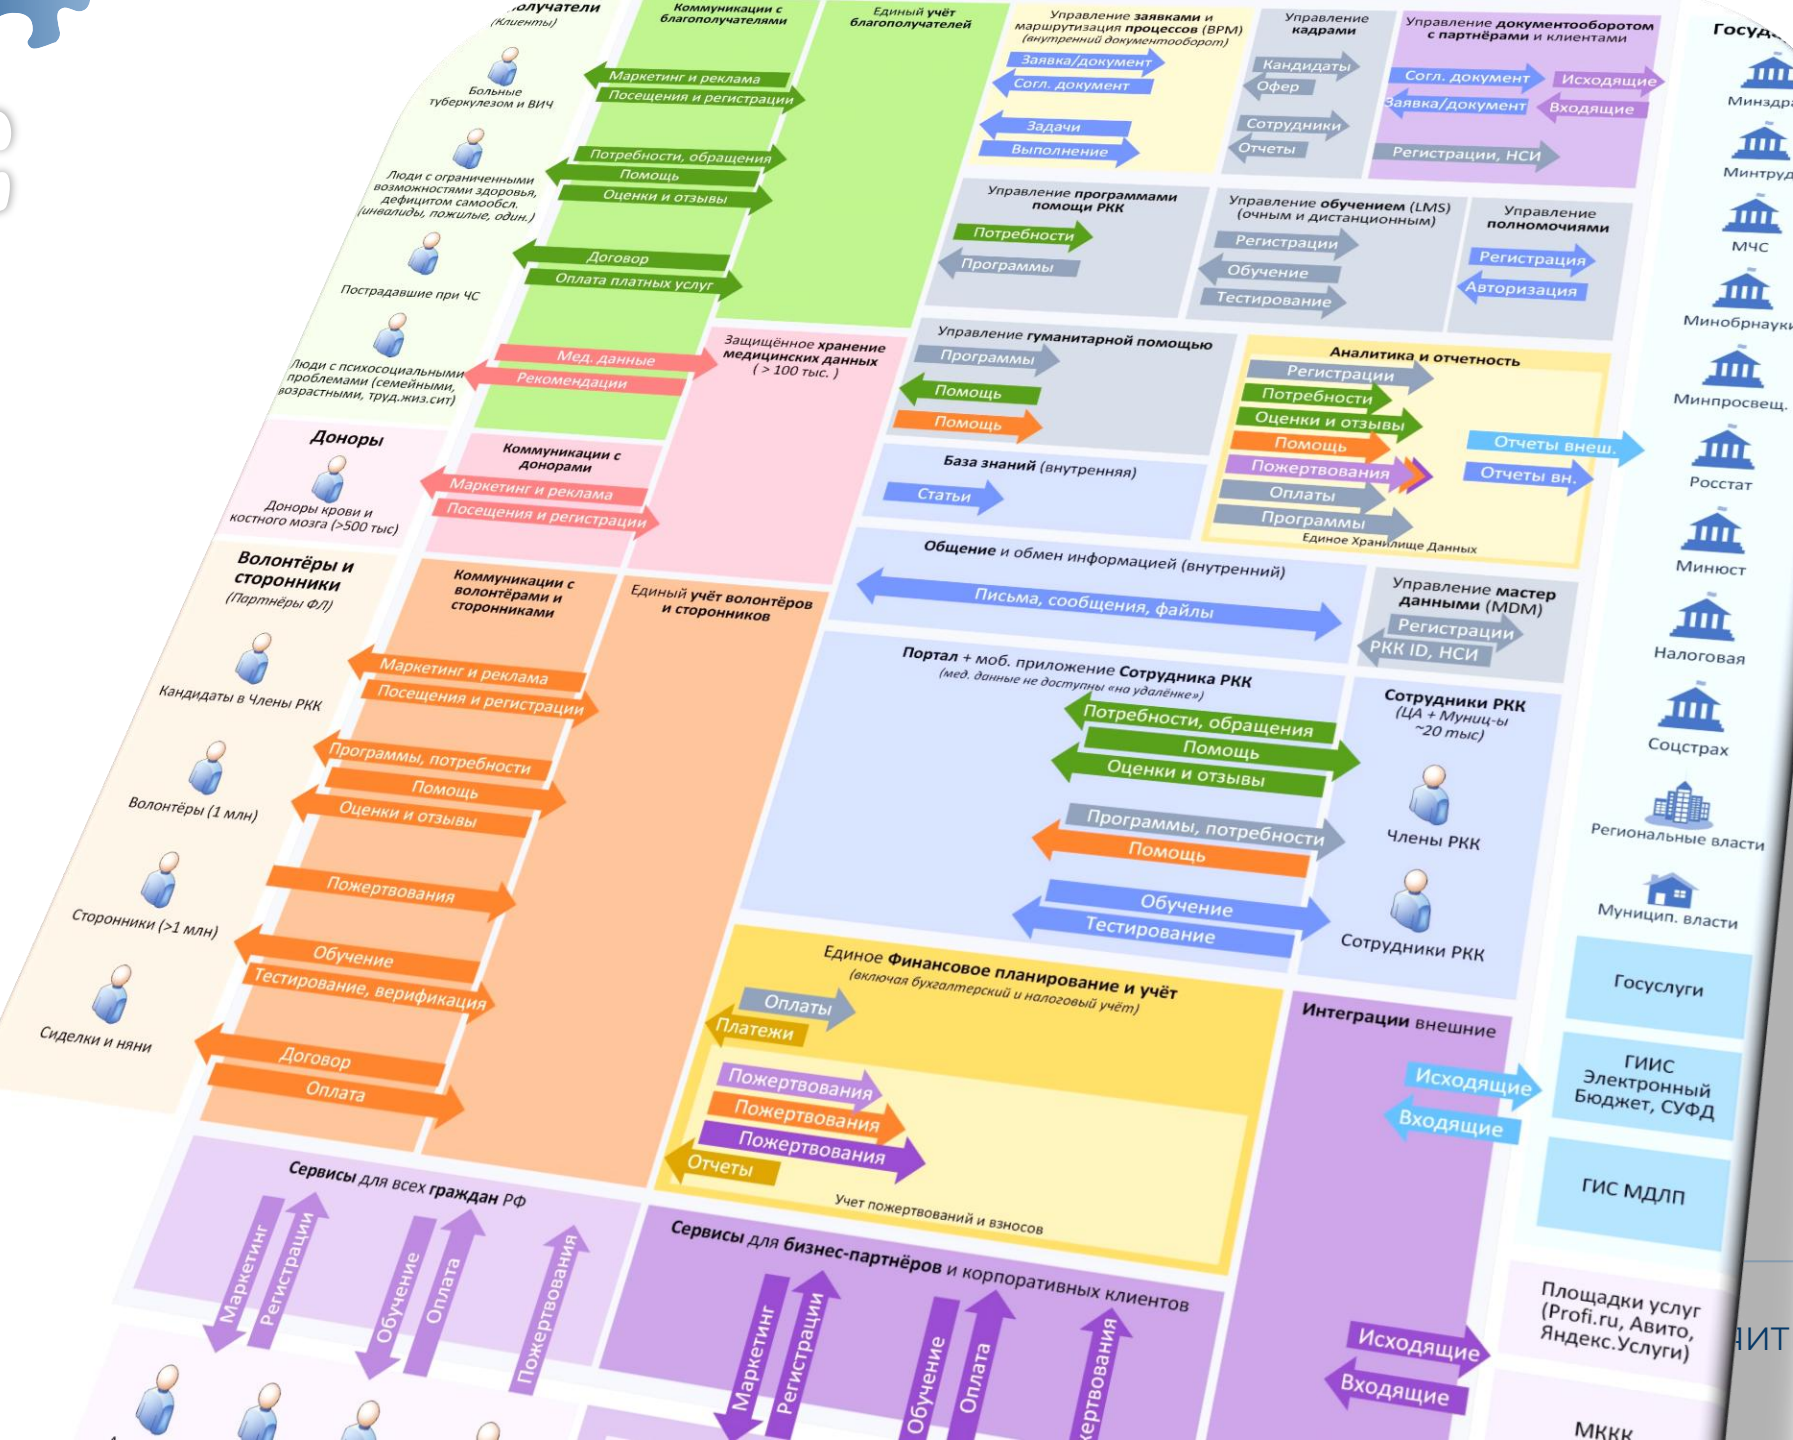 (Клиенты)
Больные
туберкулезом и ВИЧ
Люди с ограниченными
возможностями здоровья,
дефицитом самообсл.
(инвалиды, пожилые, один.)
Пострадавшие при ЧС
Люди с психосоциальными
проблемами (семейными,
возрастными, труд.жиз.сит)
Доноры
Доноры крови и
костного мозга (>500 тыс)
Волонтёры и
сторонники
(Партнёры ФЛ)
Кандидаты в Члены РКК
Волонтёры (1 млн)
Сторонники (>1 млн)
Сиделки и няни
Коммуникации с
благополучателями
Маркетинг и реклама
Посещения и регистрации
Потребности, обращения
Помощь
Оценки и отзывы
Договор
Оплата платных услуг
Мед. данные
Рекомендации
Единый учёт
благополучателей
Защищённое хранение
медицинских данных
( > 100 тыс. )
Коммуникации с
донорами
Маркетинг и реклама
Посещения и регистрации
Коммуникации с
волонтёрами и
сторонниками
Маркетинг и реклама
Посещения и регистрации
Программы, потребности
Помощь
Оценки и отзывы
Пожертвования
Обучение
Тестирование, верификация
Договор
Оплата
Единый учёт волонтёров
и сторонников
Управление заявками и
маршрутизация процессов (BPM)
(внутренний документооборот)
Заявка/документ
Согл. документ
Задачи
Выполнение
Управление
кадрами
Кандидаты
Офер
Сотрудники
Отчеты
Управление документооборотом
с партнёрами и клиентами
Согл. документ
Исходящие
Заявка/документ
Входящие
Регистрации, НСИ
Управление программами
помощи РКК
Потребности
Программы
Управление обучением (LMS)
(очным и дистанционным)
Регистрации
Обучение
Тестирование
Управление
полномочиями
Регистрация
Авторизация
Управление гуманитарной помощью
Программы
Помощь
Помощь
Аналитика и отчетность
Регистрации
Потребности
Оценки и отзывы
Помощь
Пожертвования
Оплаты
Программы
Отчеты внеш.
Отчеты вн.
Единое Хранилище Данных
База знаний (внутренняя)
Статьи
Общение и обмен информацией (внутренний)
Письма, сообщения, файлы
Управление мастер
данными (MDM)
Регистрации
РКК ID, НСИ
Портал + моб. приложение Сотрудника РКК
(мед. данные не доступны «на удалёнке»)
Потребности, обращения
Помощь
Оценки и отзывы
Программы, потребности
Помощь
Обучение
Тестирование
Сотрудники РКК
(ЦА + Муниц-ы
~20 тыс)
Члены РКК
Сотрудники РКК
Единое Финансовое планирование и учёт
(включая бухгалтерский и налоговый учёт)
Оплаты
Платежи
Пожертвования
Пожертвования
Пожертвования
Отчеты
Учет пожертвований и взносов
Интеграции внешние
Исходящие
Входящие
Исходящие
Входящие
Сервисы для всех граждан РФ
Маркетинг
Регистрации
Обучение
Оплата
Пожертвования
Сервисы для бизнес-партнёров и корпоративных клиентов
Маркетинг
Регистрации
Обучение
Оплата
МЧС
Минобрнауки
Минпросвещ.
Росстат
Минюст
Налоговая
Соцстрах
Региональные власти
Муницип. власти
Госуслуги
ГИИС
Электронный
Бюджет, СУФД
ГИС МДЛП
Площадки услуг
(Profi.ru, Авито,
Яндекс.Услуги)
МККК